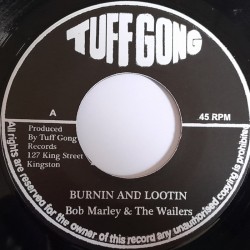 TUFF GONG
A
45 RPM
Produced
By Tuff Gong
Records
127 King Street
Kingston
BURNIN AND LOOTIN
Bob Marley & The Wailers
All rights are reserved for the owner of this record any unauthorised copying is prohibited